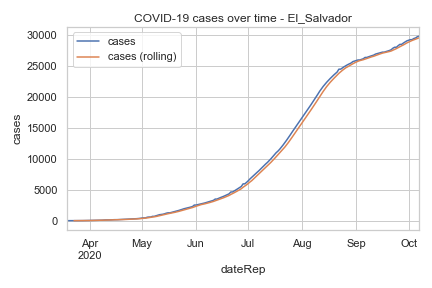 COVID-19 cases over time - El_Salvador
cases
cases (rolling)
30000
25000
20000
15000
10000
5000
0
cases
Apr
2020
May
Jun
Jul
Aug
Sep
Oct
dateRep